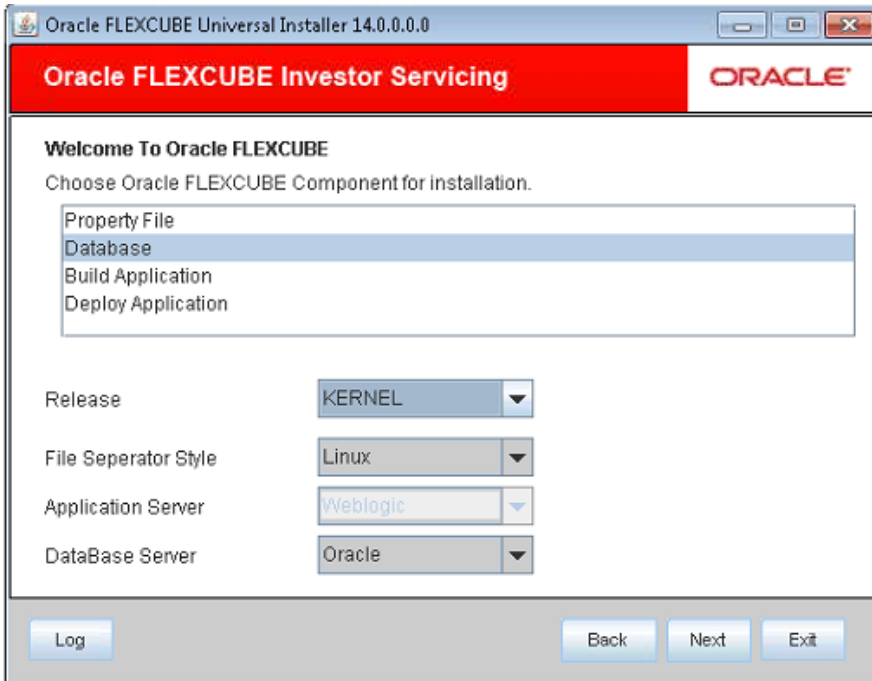 Oracle FLEXCUBE Universal Installer 14.0.0.0.0
Oracle FLEXCUBE Investor Servicing
ORACLE
Welcome To Oracle FLEXCUBE
Choose Oracle FLEXCUBE Component for installation.
Property File
Database
Build Application
Deploy Application
Release KERNEL
File Seperator Style Linux
Application Server Weblogic
DataBase Server Oracle
Log Back Next Exit